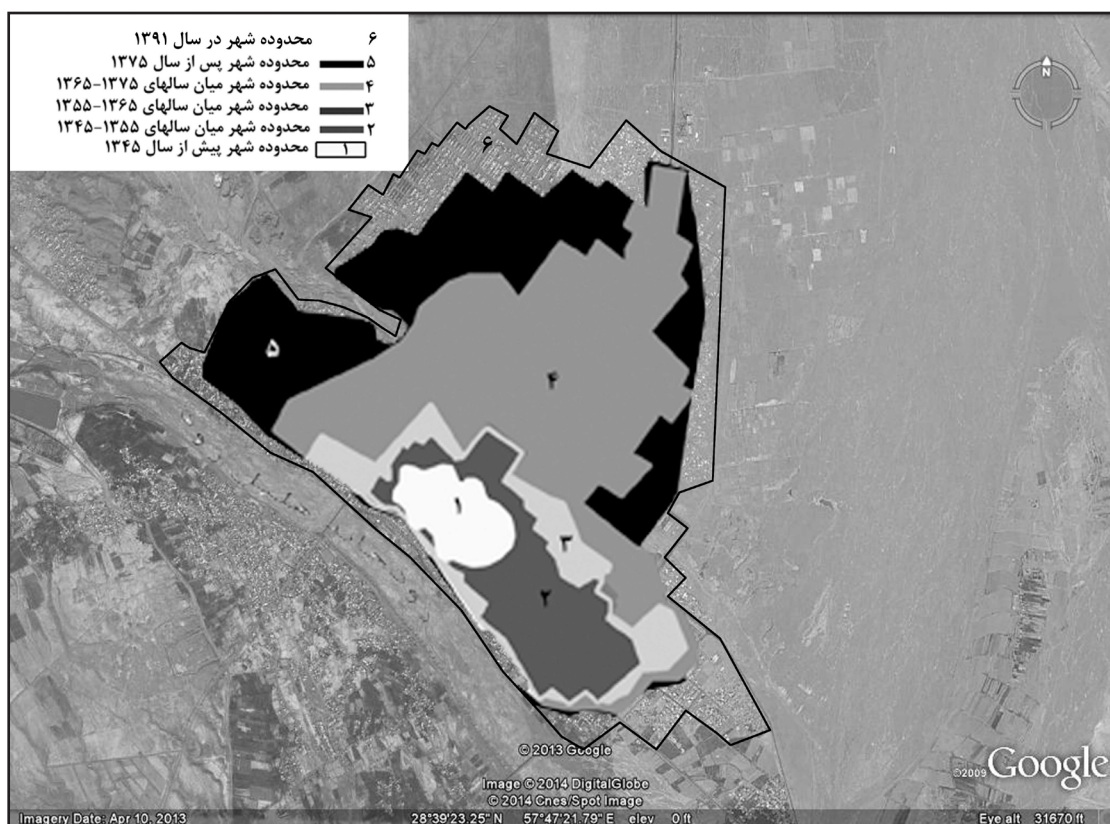 محدوده شهر در سال ۱۳۹۱ ۶
محدوده شهر پس از سال ۱۳۷۵ ۵
محدوده شهر میان سالهای ۱۳۷۵-۱۳۶۵ ۴
محدوده شهر میان سالهای ۱۳۶۵-۱۳۵۵ ۳
محدوده شهر میان سالهای ۱۳۵۵-۱۳۴۵ ۲
محدوده شهر پیش از سال ۱۳۴۵ ۱
N
۶
۵
۴
۱
۳
۲
© 2013 Google
Image © 2014 DigitalGlobe
© 2014 Cnes/Spot Image
©2009 Google
Imagery Date: Apr 10, 2013 28°39'23.25" N 57°47'21.79" E elev 0 ft Eye alt 31670 ft